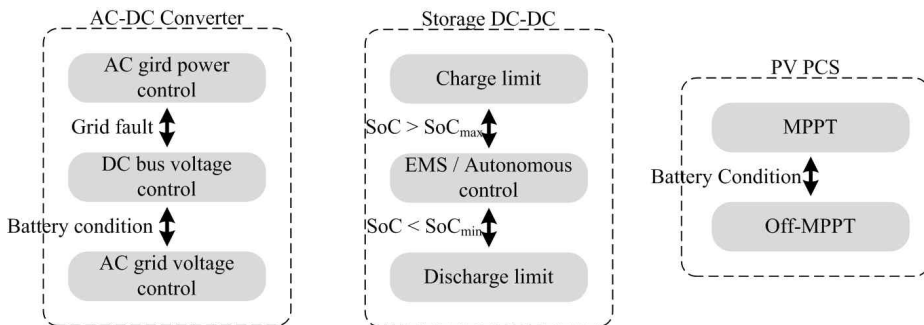 AC-DC Converter
AC gird power
control
Grid fault
DC bus voltage
control
Battery condition
AC grid voltage
control
Storage DC-DC
Charge limit
SoC > SoCmax
EMS / Autonomous
control
SoC < SoCmin
Discharge limit
PV PCS
MPPT
Battery Condition
Off-MPPT